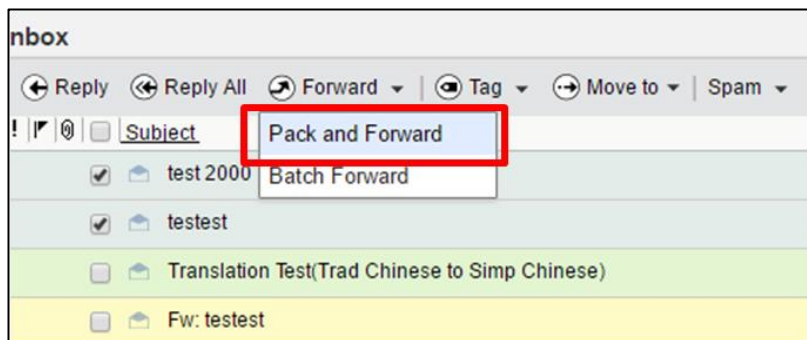 nbox
Reply Reply All Forward Tag Move to Spam
! Subject Pack and Forward
test 2000 Batch Forward
testest
Translation Test(Trad Chinese to Simp Chinese)
Fw: testest